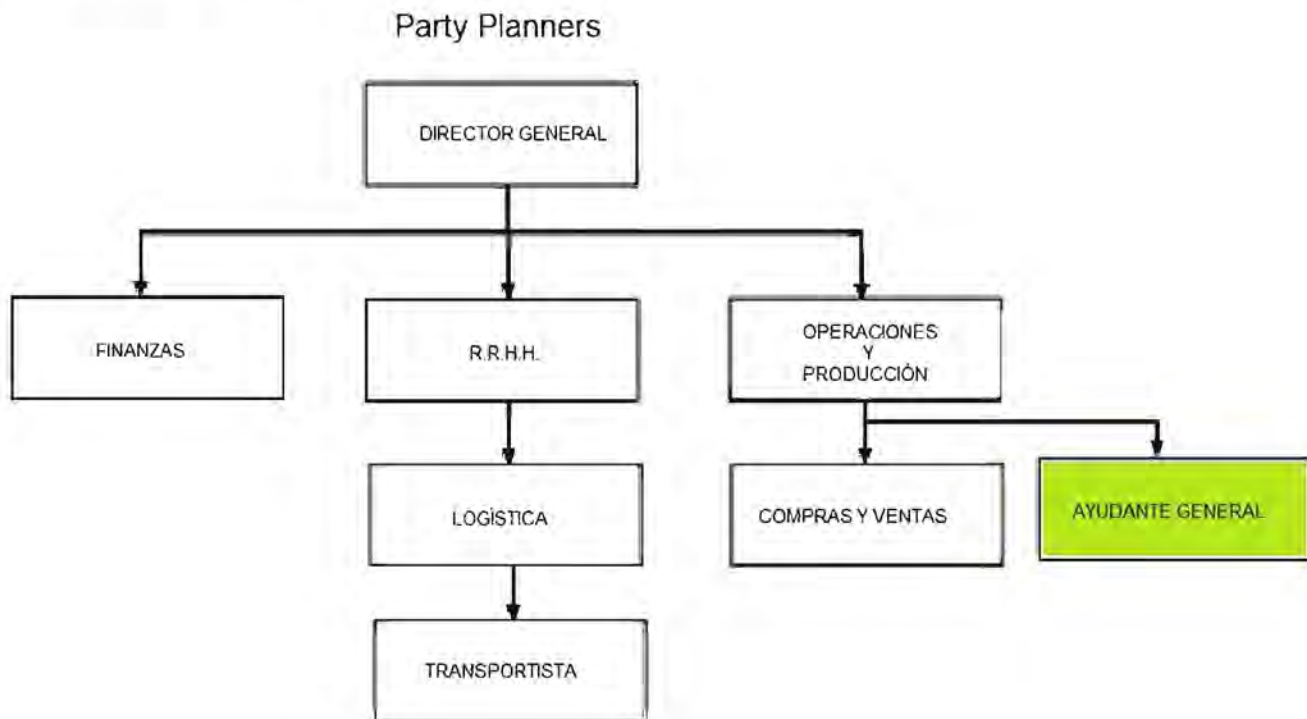 Party Planners
DIRECTOR GENERAL
FINANZAS
R.R.H.H.
OPERACIONES
Y
PRODUCCIÓN
LOGÍSTICA
COMPRAS Y VENTAS
AYUDANTE GENERAL
TRANSPORTISTA